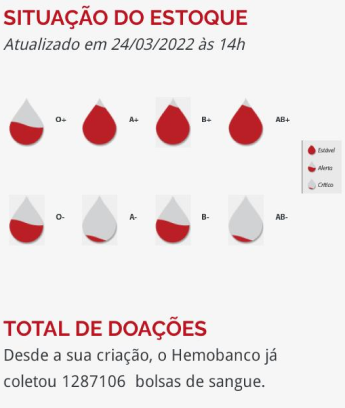 SITUAÇÃO DO ESTOQUE
Atualizado em 24/03/2022 às 14h
O+ A+ B+ AB+
Estável
Alerta
Crítico
O- A- B- AB-
TOTAL DE DOAÇÕES
Desde a sua criação, o Hemobanco já
coletou 1287106 bolsas de sangue.